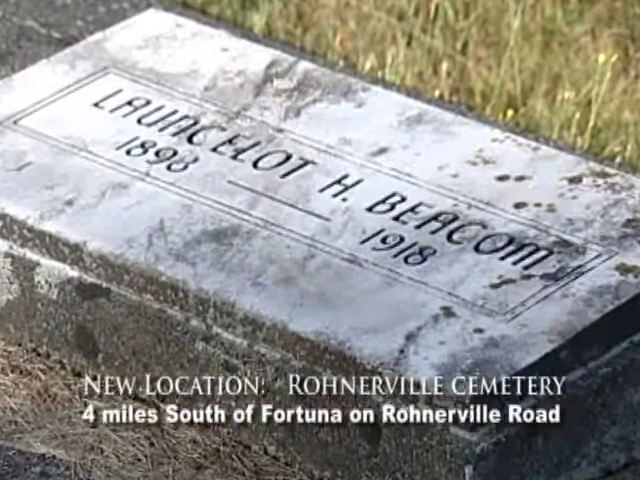 LAUNCELOT H. BEACOM
1898 — 1918
NEW LOCATION: ROHNERVILLE CEMETERY
4 miles South of Fortuna on Rohnerville Road